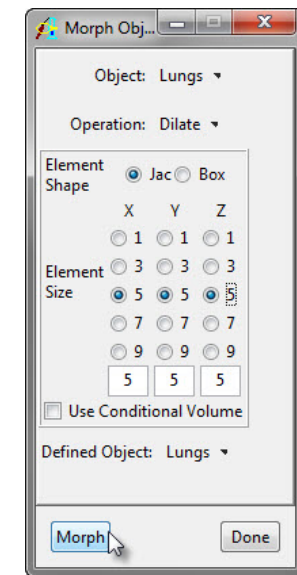 Morph Obj...
Object: Lungs
Operation: Dilate
Element Shape Jac Box
X Y Z
1 1 1
3 3 3
Element Size 5 5 5
7 7 7
9 9 9
5 5 5
Use Conditional Volume
Defined Object: Lungs
Morph Done